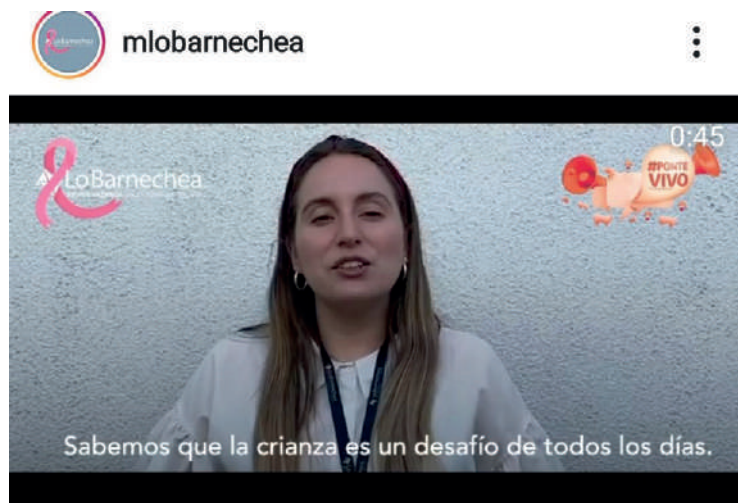 mlobarnechea
0:45
LoBarnechea
#PONTE
VIVO
Sabemos que la crianza es un desafío de todos los días.